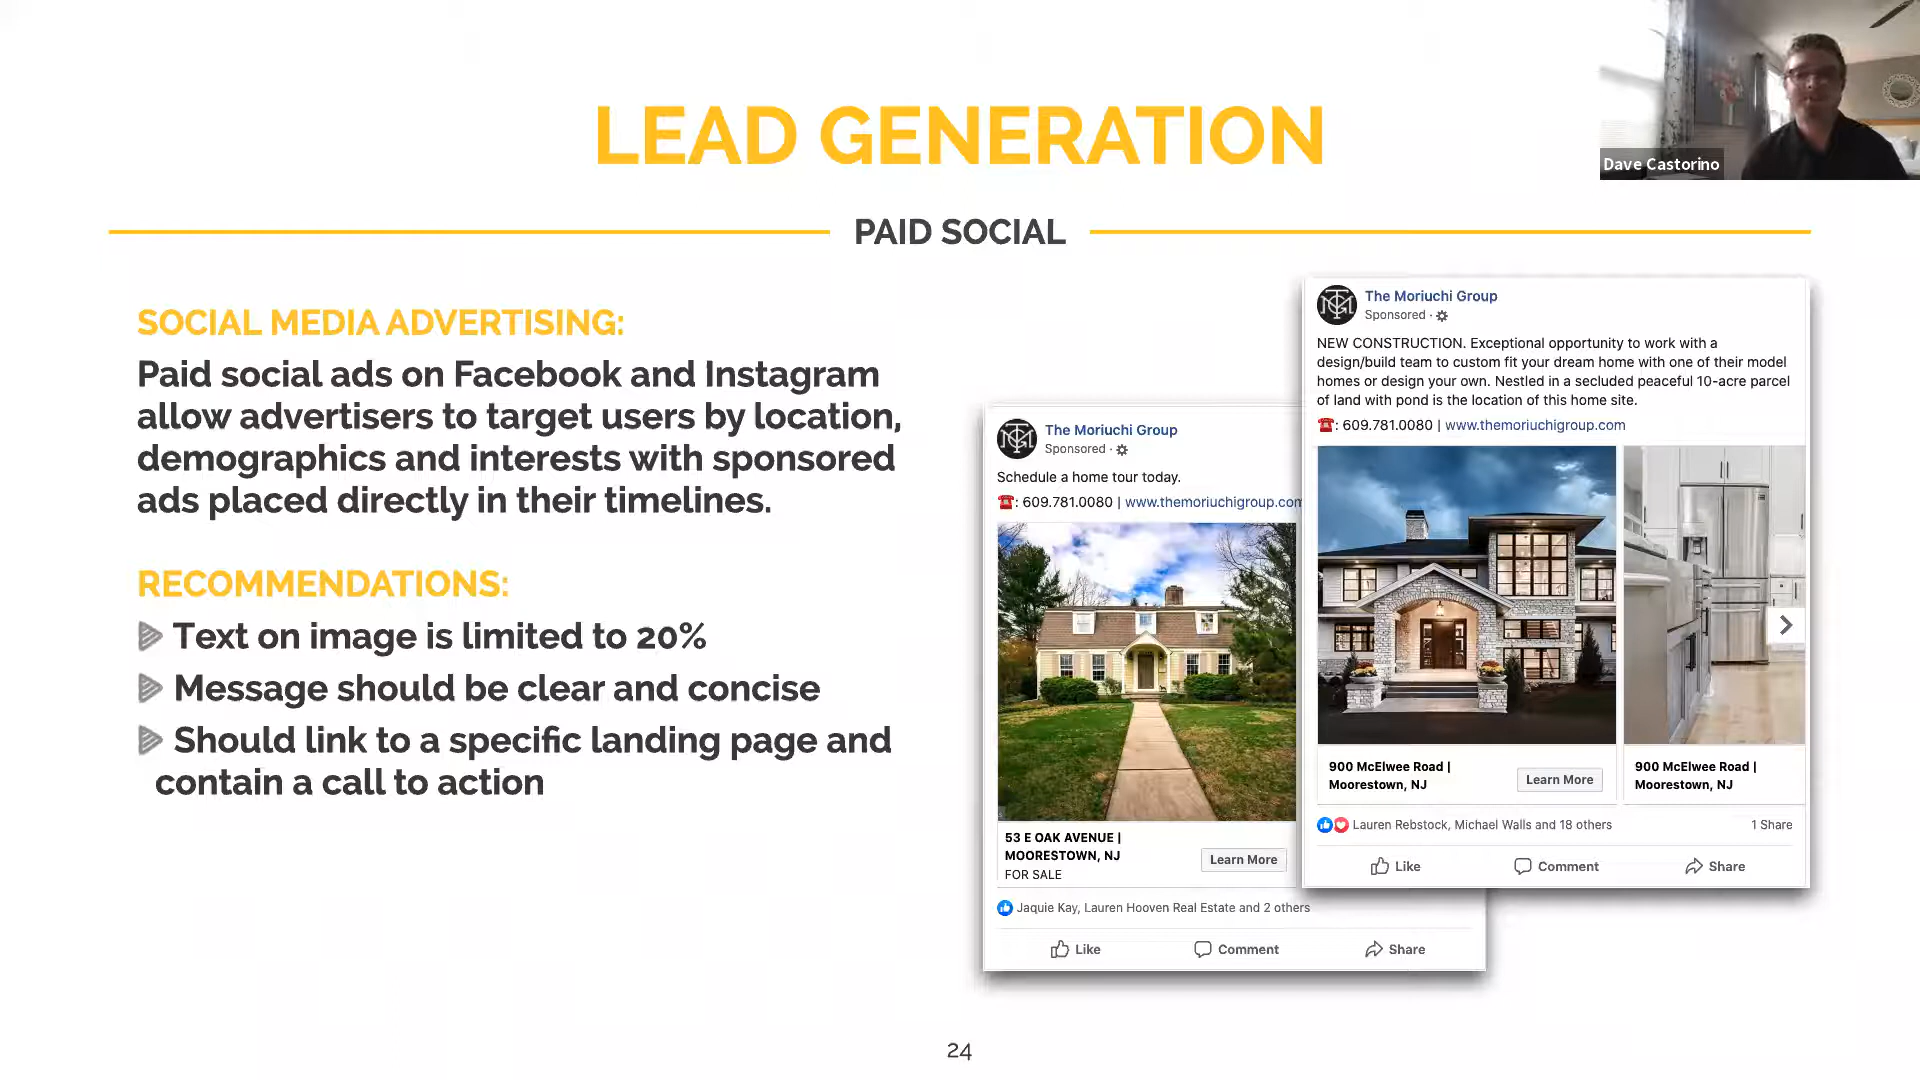 LEAD GENERATION
Dave Castorino
PAID SOCIAL
SOCIAL MEDIA ADVERTISING:
Paid social ads on Facebook and Instagram
allow advertisers to target users by location,
demographics and interests with sponsored
ads placed directly in their timelines.
RECOMMENDATIONS:
Text on image is limited to 20%
Message should be clear and concise
Should link to a specific landing page and
contain a call to action
The Moriuchi Group
Sponsored ·
Schedule a home tour today.
☎️: 609.781.0080 | www.themoriuchigroup.com
53 E OAK AVENUE |
MOORESTOWN, NJ
FOR SALE
Learn More
Jaquie Kay, Lauren Hooven Real Estate and 2 others
Like Comment Share
The Moriuchi Group
Sponsored ·
NEW CONSTRUCTION. Exceptional opportunity to work with a
design/build team to custom fit your dream home with one of their model
homes or design your own. Nestled in a secluded peaceful 10-acre parcel
of land with pond is the location of this home site.
☎️: 609.781.0080 | www.themoriuchigroup.com
900 McElwee Road |
Moorestown, NJ
Learn More
900 McElwee Road |
Moorestown, NJ
Lauren Rebstock, Michael Walls and 18 others 1 Share
Like Comment Share
24